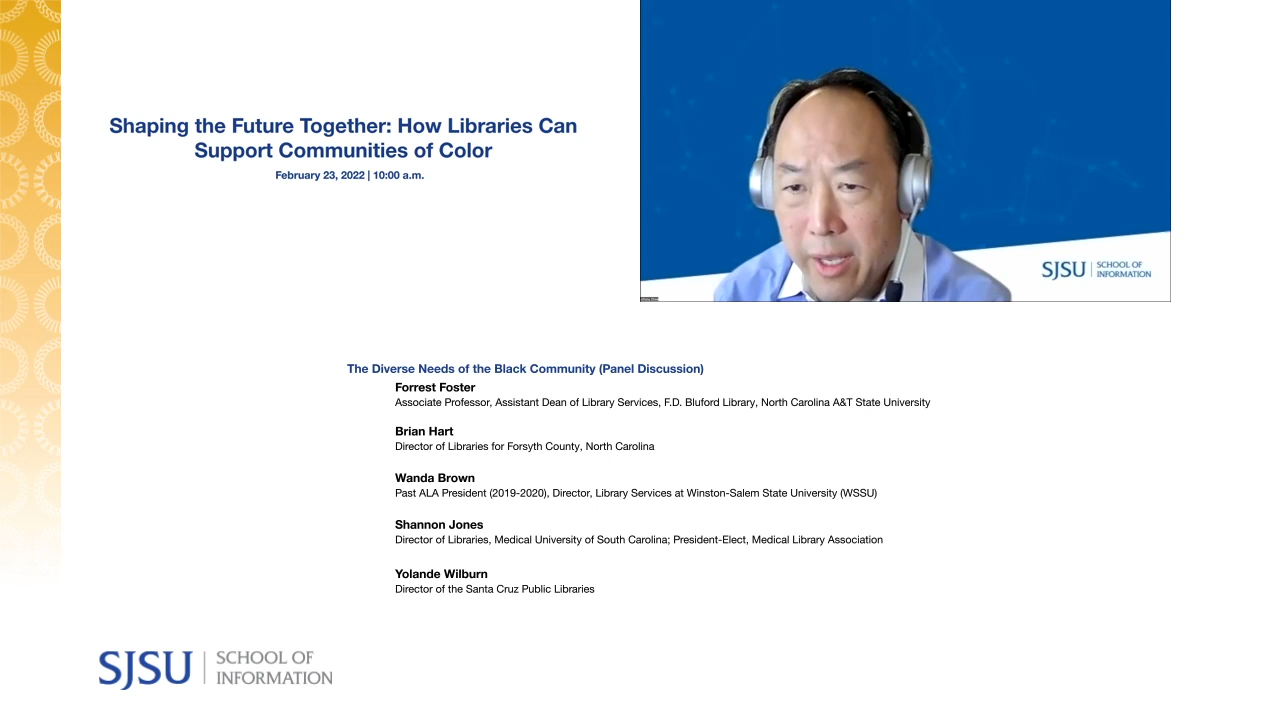 Shaping the Future Together: How Libraries Can
Support Communities of Color
February 23, 2022 | 10:00 a.m.
SJSU | SCHOOL OF
INFORMATION
The Diverse Needs of the Black Community (Panel Discussion)
Forrest Foster
Associate Professor, Assistant Dean of Library Services, F.D. Bluford Library, North Carolina A&T State University
Brian Hart
Director of Libraries for Forsyth County, North Carolina
Wanda Brown
Past ALA President (2019-2020), Director, Library Services at Winston-Salem State University (WSSU)
Shannon Jones
Director of Libraries, Medical University of South Carolina; President-Elect, Medical Library Association
Yolande Wilburn
Director of the Santa Cruz Public Libraries
SJSU | SCHOOL OF
INFORMATION